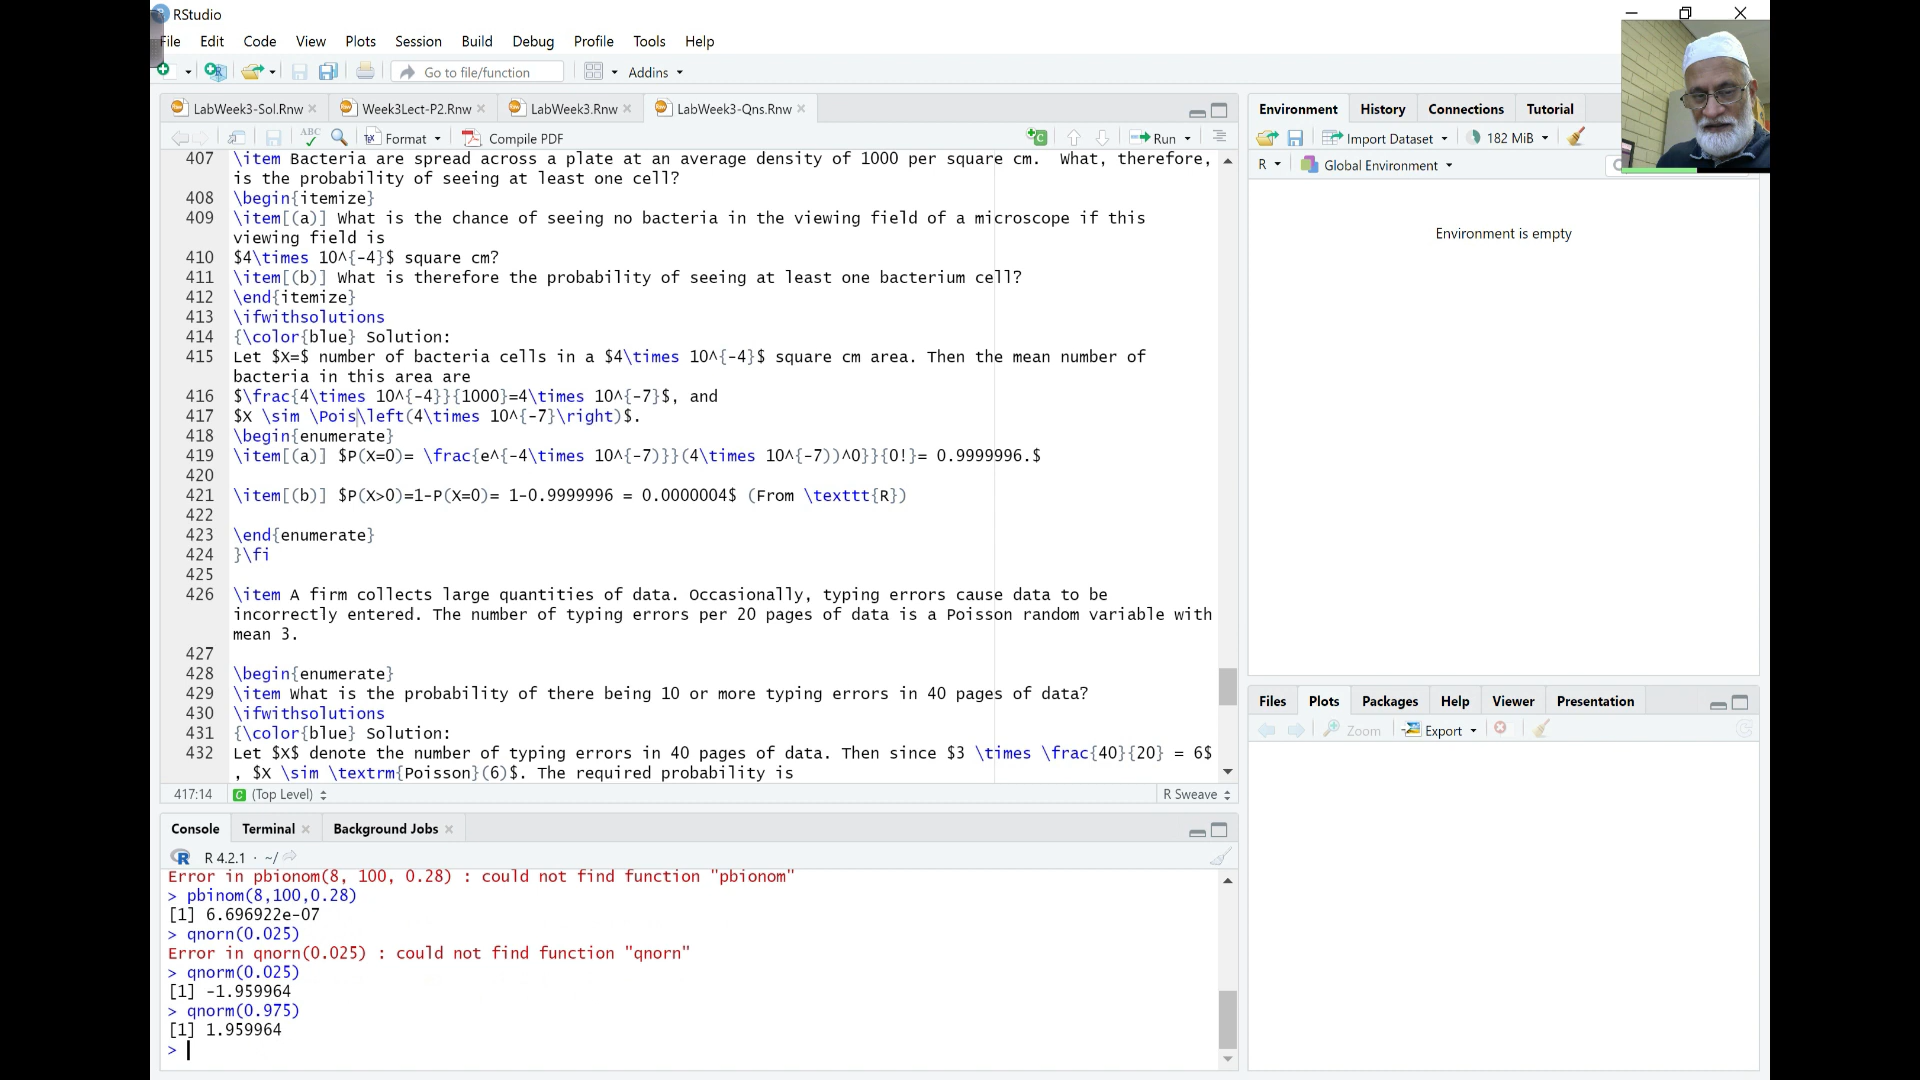 RStudio
File Edit Code View Plots Session Build Debug Profile Tools Help
Go to file/function Addins
LabWeek3-Sol.Rnw Week3Lect-P2.Rnw LabWeek3.Rnw LabWeek3-Qns.Rnw
ABC Format Compile PDF Run
407 \item Bacteria are spread across a plate at an average density of 1000 per square cm.  What, therefore,
is the probability of seeing at least one cell?
408 \begin{itemize}
409 \item[(a)] What is the chance of seeing no bacteria in the viewing field of a microscope if this
viewing field is
410 $4\times 10^{-4}$ square cm?
411 \item[(b)] What is therefore the probability of seeing at least one bacterium cell?
412 \end{itemize}
413 \ifwithsolutions
414 {\color{blue} Solution:
415 Let $X=$ number of bacteria cells in a $4\times 10^{-4}$ square cm area. Then the mean number of
bacteria in this area are
416 $\frac{4\times 10^{-4}}{1000}=4\times 10^{-7}$, and
417 $X \sim \Pois\left(4\times 10^{-7}\right)$.
418 \begin{enumerate}
419 \item[(a)] $P(X=0)= \frac{e^{-4\times 10^{-7)}}(4\times 10^{-7))^0}}{0!}= 0.9999996.$
420
421 \item[(b)] $P(X>0)=1-P(X=0)= 1-0.9999996 = 0.0000004$ (From \texttt{R})
422
423 \end{enumerate}
424 }\fi
425
426 \item A firm collects large quantities of data. Occasionally, typing errors cause data to be
incorrectly entered. The number of typing errors per 20 pages of data is a Poisson random variable with
mean 3.
427
428 \begin{enumerate}
429 \item What is the probability of there being 10 or more typing errors in 40 pages of data?
430 \ifwithsolutions
431 {\color{blue} Solution:
432 Let $X$ denote the number of typing errors in 40 pages of data. Then since $3 \times \frac{40}{20} = 6$
, $X \sim \textrm{Poisson}(6)$. The required probability is
417:14 (Top Level) R Sweave
Console Terminal Background Jobs
R 4.2.1 · ~/
Error in pbionom(8, 100, 0.28) : could not find function "pbionom"
> pbinom(8,100,0.28)
[1] 6.696922e-07
> qnorn(0.025)
Error in qnorn(0.025) : could not find function "qnorn"
> qnorm(0.025)
[1] -1.959964
> qnorm(0.975)
[1] 1.959964
>
Environment History Connections Tutorial
Import Dataset 182 MiB
R Global Environment
Environment is empty
Files Plots Packages Help Viewer Presentation
Zoom Export